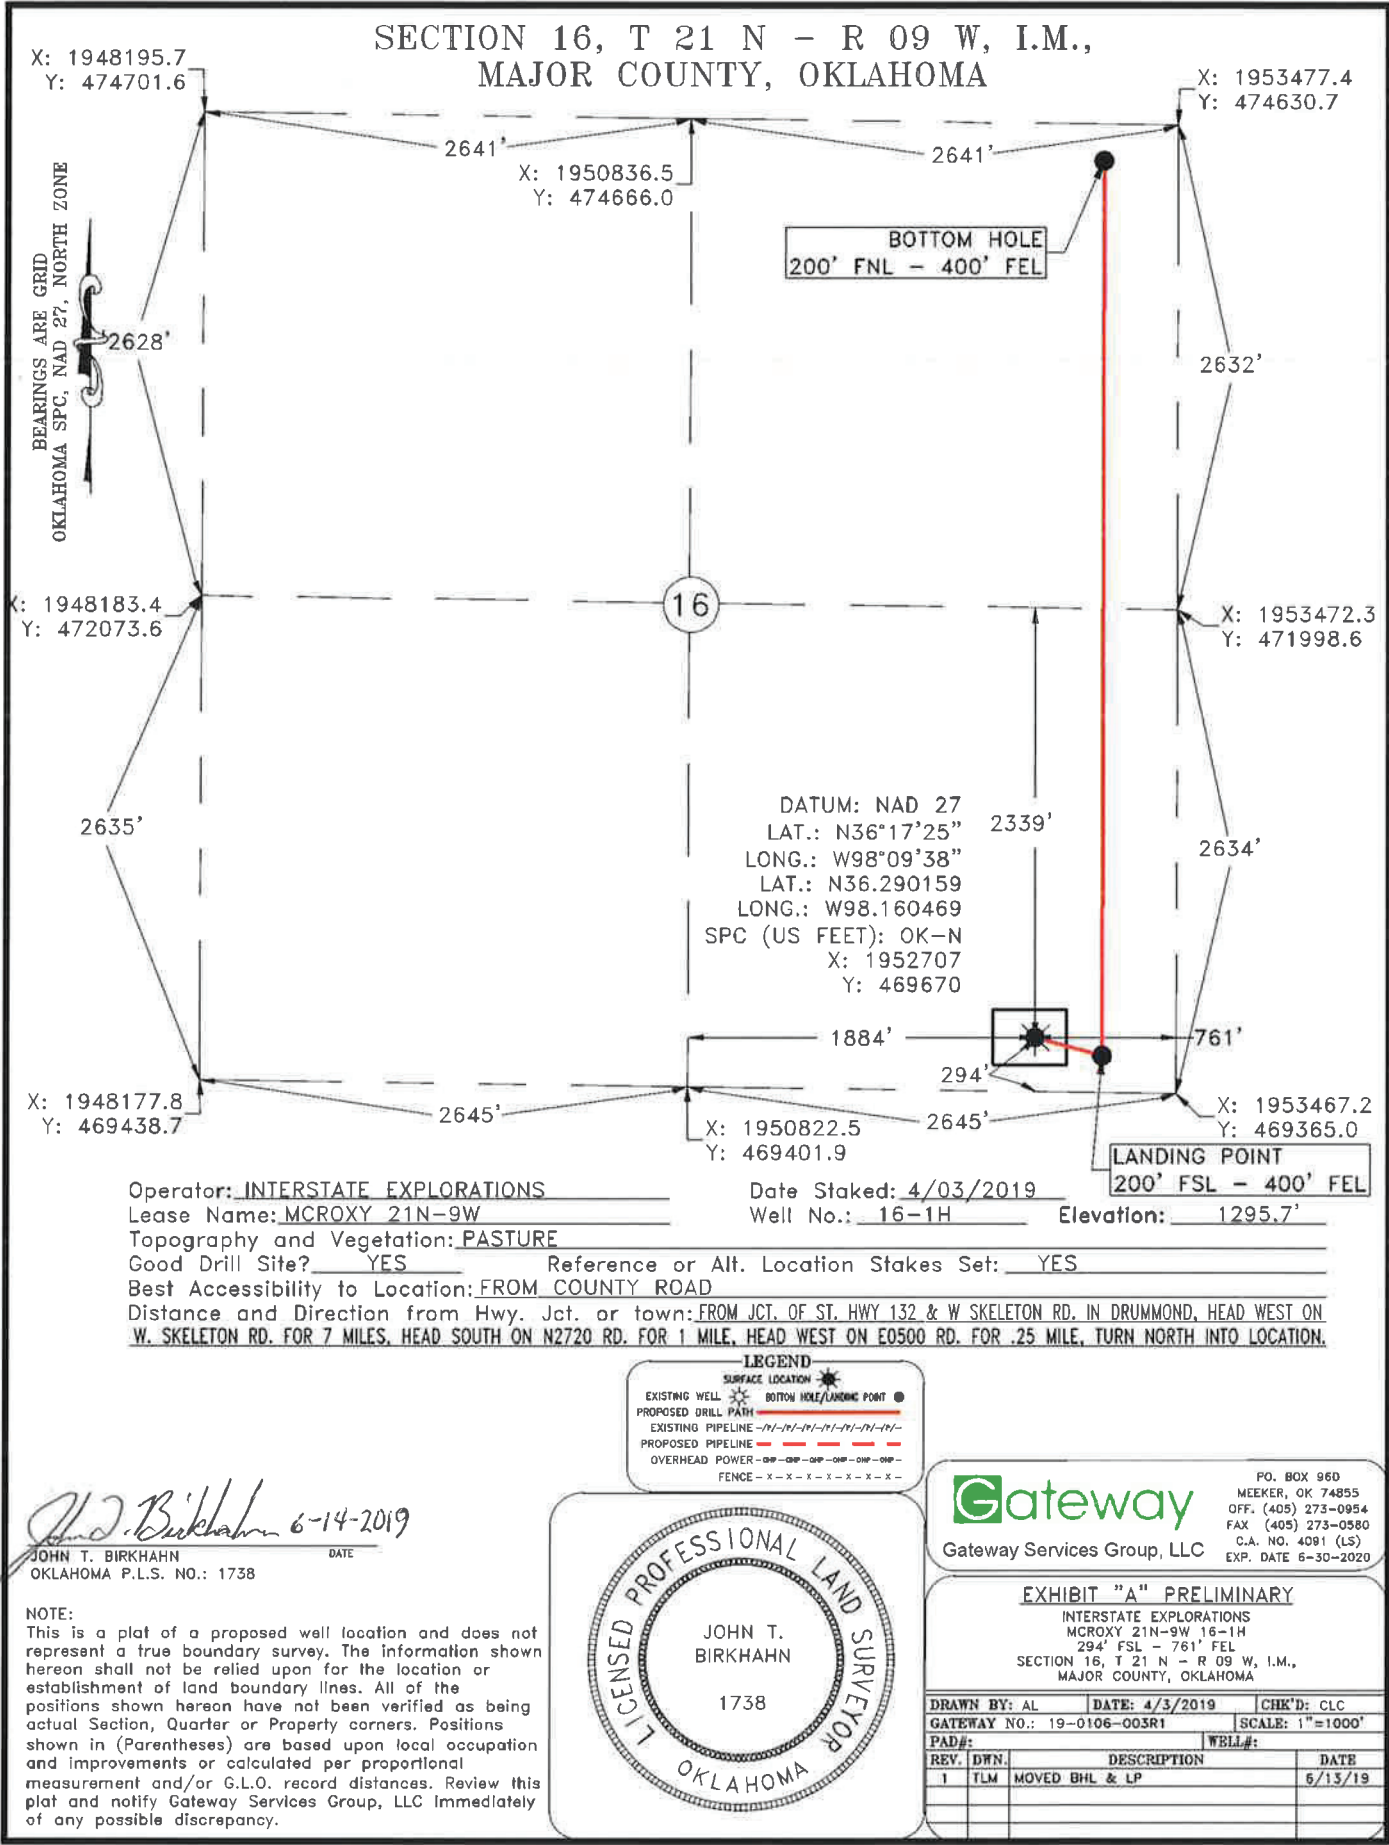 SECTION 16, T 21 N - R 09 W, I.M.,
MAJOR COUNTY, OKLAHOMA
X: 1948195.7
Y: 474701.6
X: 1953477.4
Y: 474630.7
2641'
2641'
X: 1950836.5
Y: 474666.0
BOTTOM HOLE
200' FNL - 400' FEL
BEARINGS ARE GRID
OKLAHOMA SPC, NAD 27, NORTH ZONE
2628'
2632'
X: 1948183.4
Y: 472073.6
16
X: 1953472.3
Y: 471998.6
2635'
2339'
2634'
DATUM: NAD 27
LAT.: N36°17'25"
LONG.: W98°09'38"
LAT.: N36.290159
LONG.: W98.160469
SPC (US FEET): OK-N
X: 1952707
Y: 469670
1884'
761'
294'
X: 1948177.8
Y: 469438.7
2645'
2645'
X: 1950822.5
Y: 469401.9
X: 1953467.2
Y: 469365.0
LANDING POINT
200' FSL - 400' FEL
Operator: INTERSTATE EXPLORATIONS Date Staked: 4/03/2019
Lease Name: MCROXY 21N-9W Well No.: 16-1H Elevation: 1295.7'
Topography and Vegetation: PASTURE
Good Drill Site? YES Reference or Alt. Location Stakes Set: YES
Best Accessibility to Location: FROM COUNTY ROAD
Distance and Direction from Hwy. Jct. or town: FROM JCT. OF ST. HWY 132 & W SKELETON RD. IN DRUMMOND, HEAD WEST ON
W. SKELETON RD. FOR 7 MILES, HEAD SOUTH ON N2720 RD. FOR 1 MILE, HEAD WEST ON E0500 RD. FOR .25 MILE, TURN NORTH INTO LOCATION.
LEGEND
SURFACE LOCATION
EXISTING WELL BOTTOM HOLE/LANDING POINT
PROPOSED DRILL PATH
EXISTING PIPELINE -/P/-/P/-/P/-/P/-/P/-/P/-
PROPOSED PIPELINE
OVERHEAD POWER -OHP-OHP-OHP-OHP-OHP-OHP-
FENCE -X-X-X-X-X-X-X-
John T. Birkhahn 6-14-2019
JOHN T. BIRKHAHN DATE
OKLAHOMA P.L.S. NO.: 1738
NOTE:
This is a plat of a proposed well location and does not
represent a true boundary survey. The information shown
hereon shall not be relied upon for the location or
establishment of land boundary lines. All of the
positions shown hereon have not been verified as being
actual Section, Quarter or Property corners. Positions
shown in (Parentheses) are based upon local occupation
and improvements or calculated per proportional
measurement and/or G.L.O. record distances. Review this
plat and notify Gateway Services Group, LLC immediately
of any possible discrepancy.
LICENSED PROFESSIONAL LAND SURVEYOR
JOHN T.
BIRKHAHN
1738
OKLAHOMA
Gateway
Gateway Services Group, LLC
PO. BOX 960
MEEKER, OK 74855
OFF. (405) 273-0954
FAX (405) 273-0580
C.A. NO. 4091 (LS)
EXP. DATE 6-30-2020
EXHIBIT "A" PRELIMINARY
INTERSTATE EXPLORATIONS
MCROXY 21N-9W 16-1H
294' FSL - 761' FEL
SECTION 16, T 21 N - R 09 W, I.M.,
MAJOR COUNTY, OKLAHOMA
DRAWN BY: AL DATE: 4/3/2019 CHK'D: CLC
GATEWAY NO.: 19-0106-003R1 SCALE: 1"=1000'
PAD#: WELL#:
REV. DWN. DESCRIPTION DATE
1 TLM MOVED BHL & LP 6/13/19